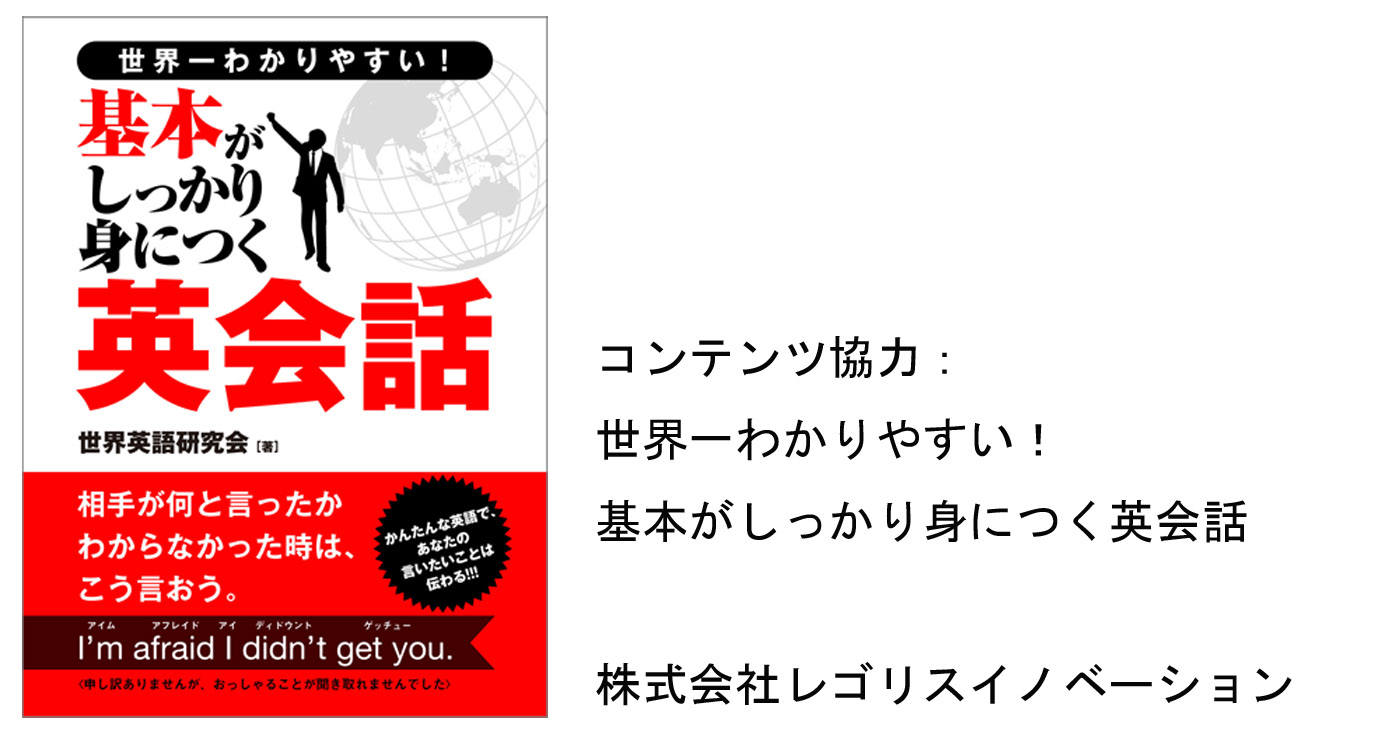 世界一わかりやすい！
基本が
しっかり
身につく
英会話
世界英語研究会［著］
相手が何と言ったか
わからなかった時は、
こう言おう。
かんたんな英語で、
あなたの
言いたいことは
伝わる!!!
アイム アフレイド アイ ディドウント ゲッチュー
I'm afraid I didn't get you.
〈申し訳ありませんが、おっしゃることが聞き取れませんでした〉
コンテンツ協力：
世界一わかりやすい！
基本がしっかり身につく英会話
株式会社レゴリスイノベーション